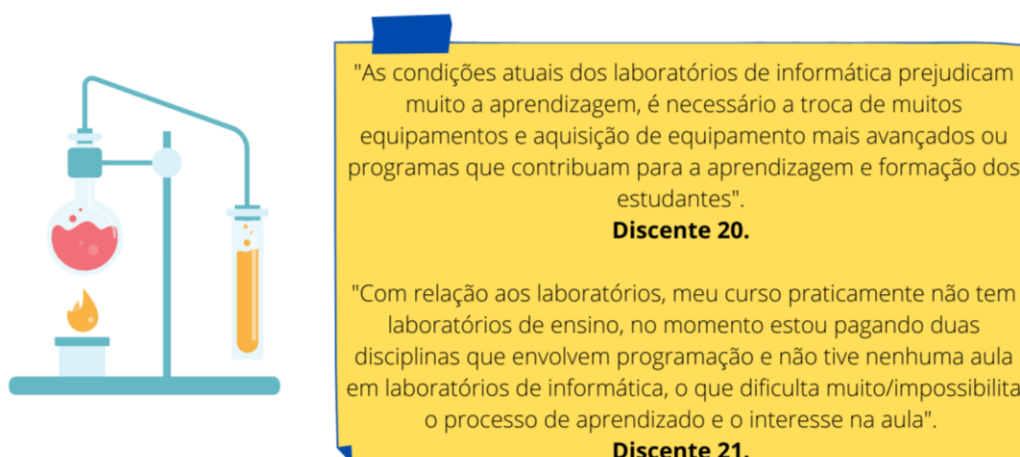 "As condições atuais dos laboratórios de informática prejudicam
muito a aprendizagem, é necessário a troca de muitos
equipamentos e aquisição de equipamento mais avançados ou
programas que contribuam para a aprendizagem e formação dos
estudantes".
Discente 20.
"Com relação aos laboratórios, meu curso praticamente não tem
laboratórios de ensino, no momento estou pagando duas
disciplinas que envolvem programação e não tive nenhuma aula
em laboratórios de informática, o que dificulta muito/impossibilita
o processo de aprendizado e o interesse na aula".
Discente 21.